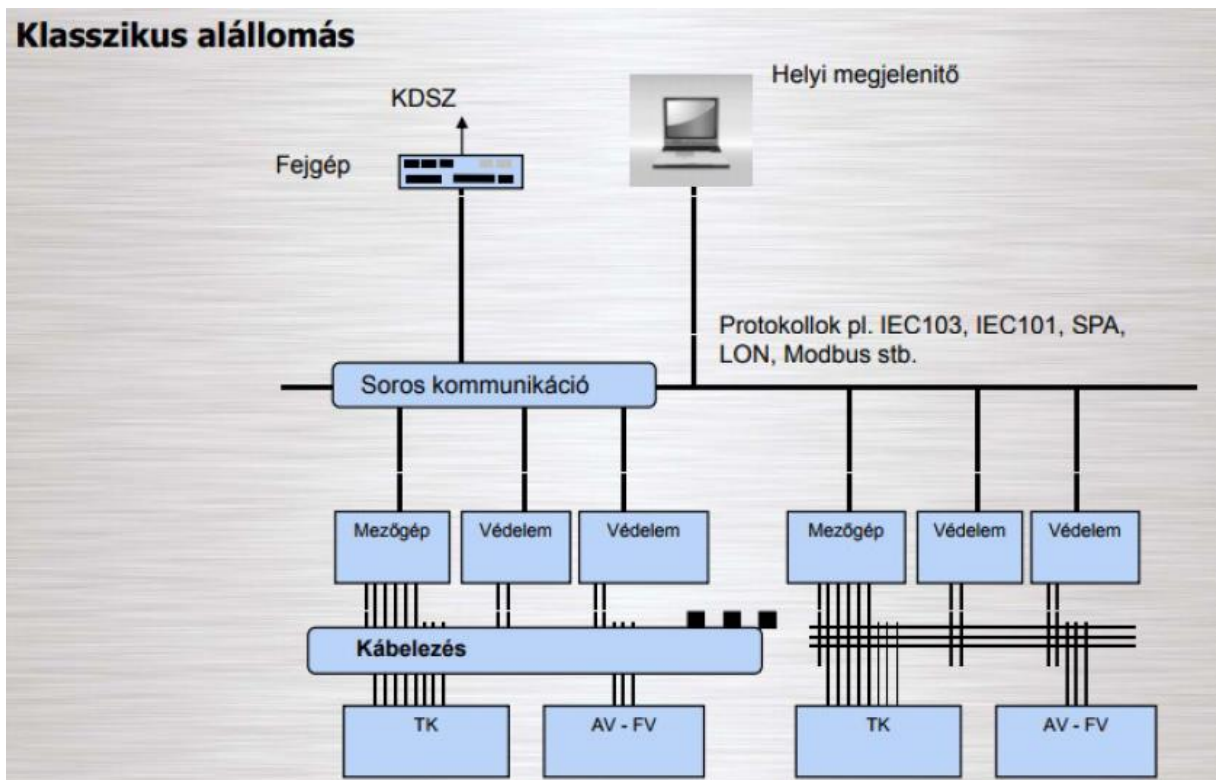 Klasszikus alállomás
Helyi megjelenitő
KDSZ
Fejgép
Protokollok pl. IEC103, IEC101, SPA,
LON, Modbus stb.
Soros kommunikáció
Mezőgép
Védelem
Védelem
Mezőgép
Védelem
Védelem
Kábelezés
TK
AV - FV
TK
AV - FV